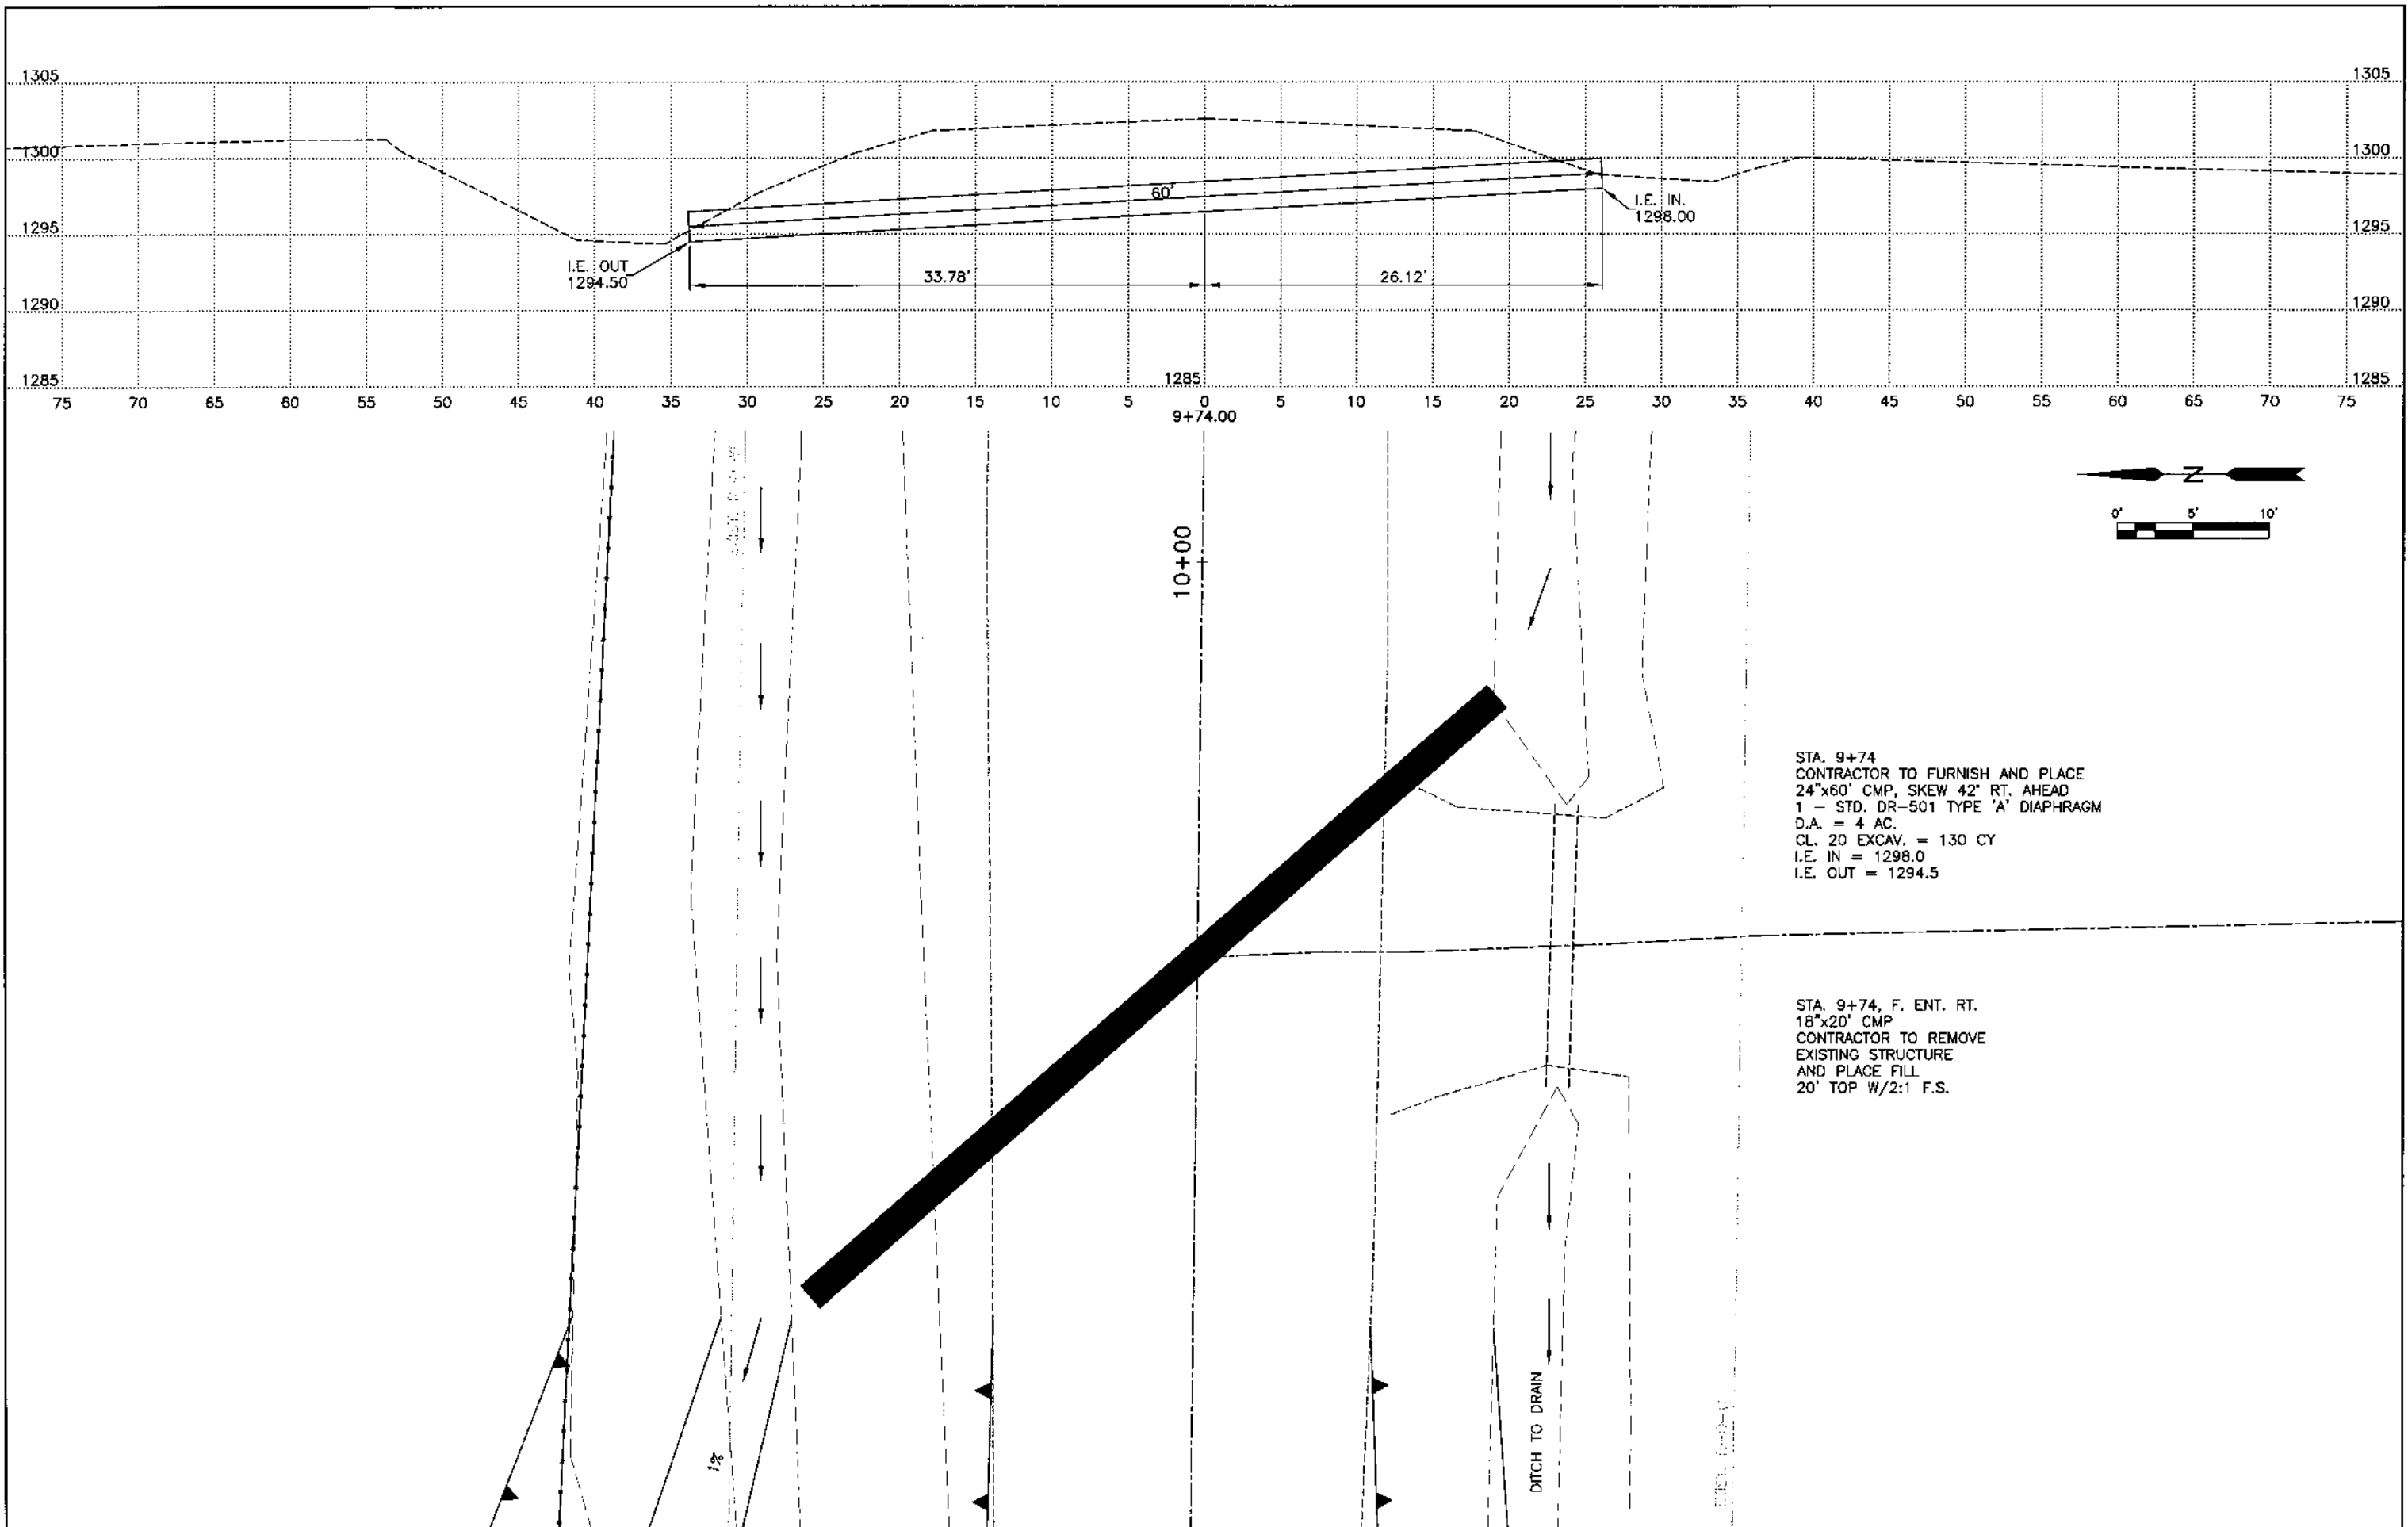 1305 1305
1300 1300
60'
I.E. IN.
1298.00
1295 1295
I.E. OUT
1294.50
33.78' 26.12'
1290 1290
1285 1285 1285
75 70 65 60 55 50 45 40 35 30 25 20 15 10 5 0 5 10 15 20 25 30 35 40 45 50 55 60 65 70 75
9+74.00
Z
0' 5' 10'
10+00
STA. 9+74
CONTRACTOR TO FURNISH AND PLACE
24"x60' CMP, SKEW 42° RT. AHEAD
1 - STD. DR-501 TYPE 'A' DIAPHRAGM
D.A. = 4 AC.
CL. 20 EXCAV. = 130 CY
I.E. IN = 1298.0
I.E. OUT = 1294.5
STA. 9+74, F. ENT. RT.
18"x20' CMP
CONTRACTOR TO REMOVE
EXISTING STRUCTURE
AND PLACE FILL
20' TOP W/2:1 F.S.
DITCH TO DRAIN
1%